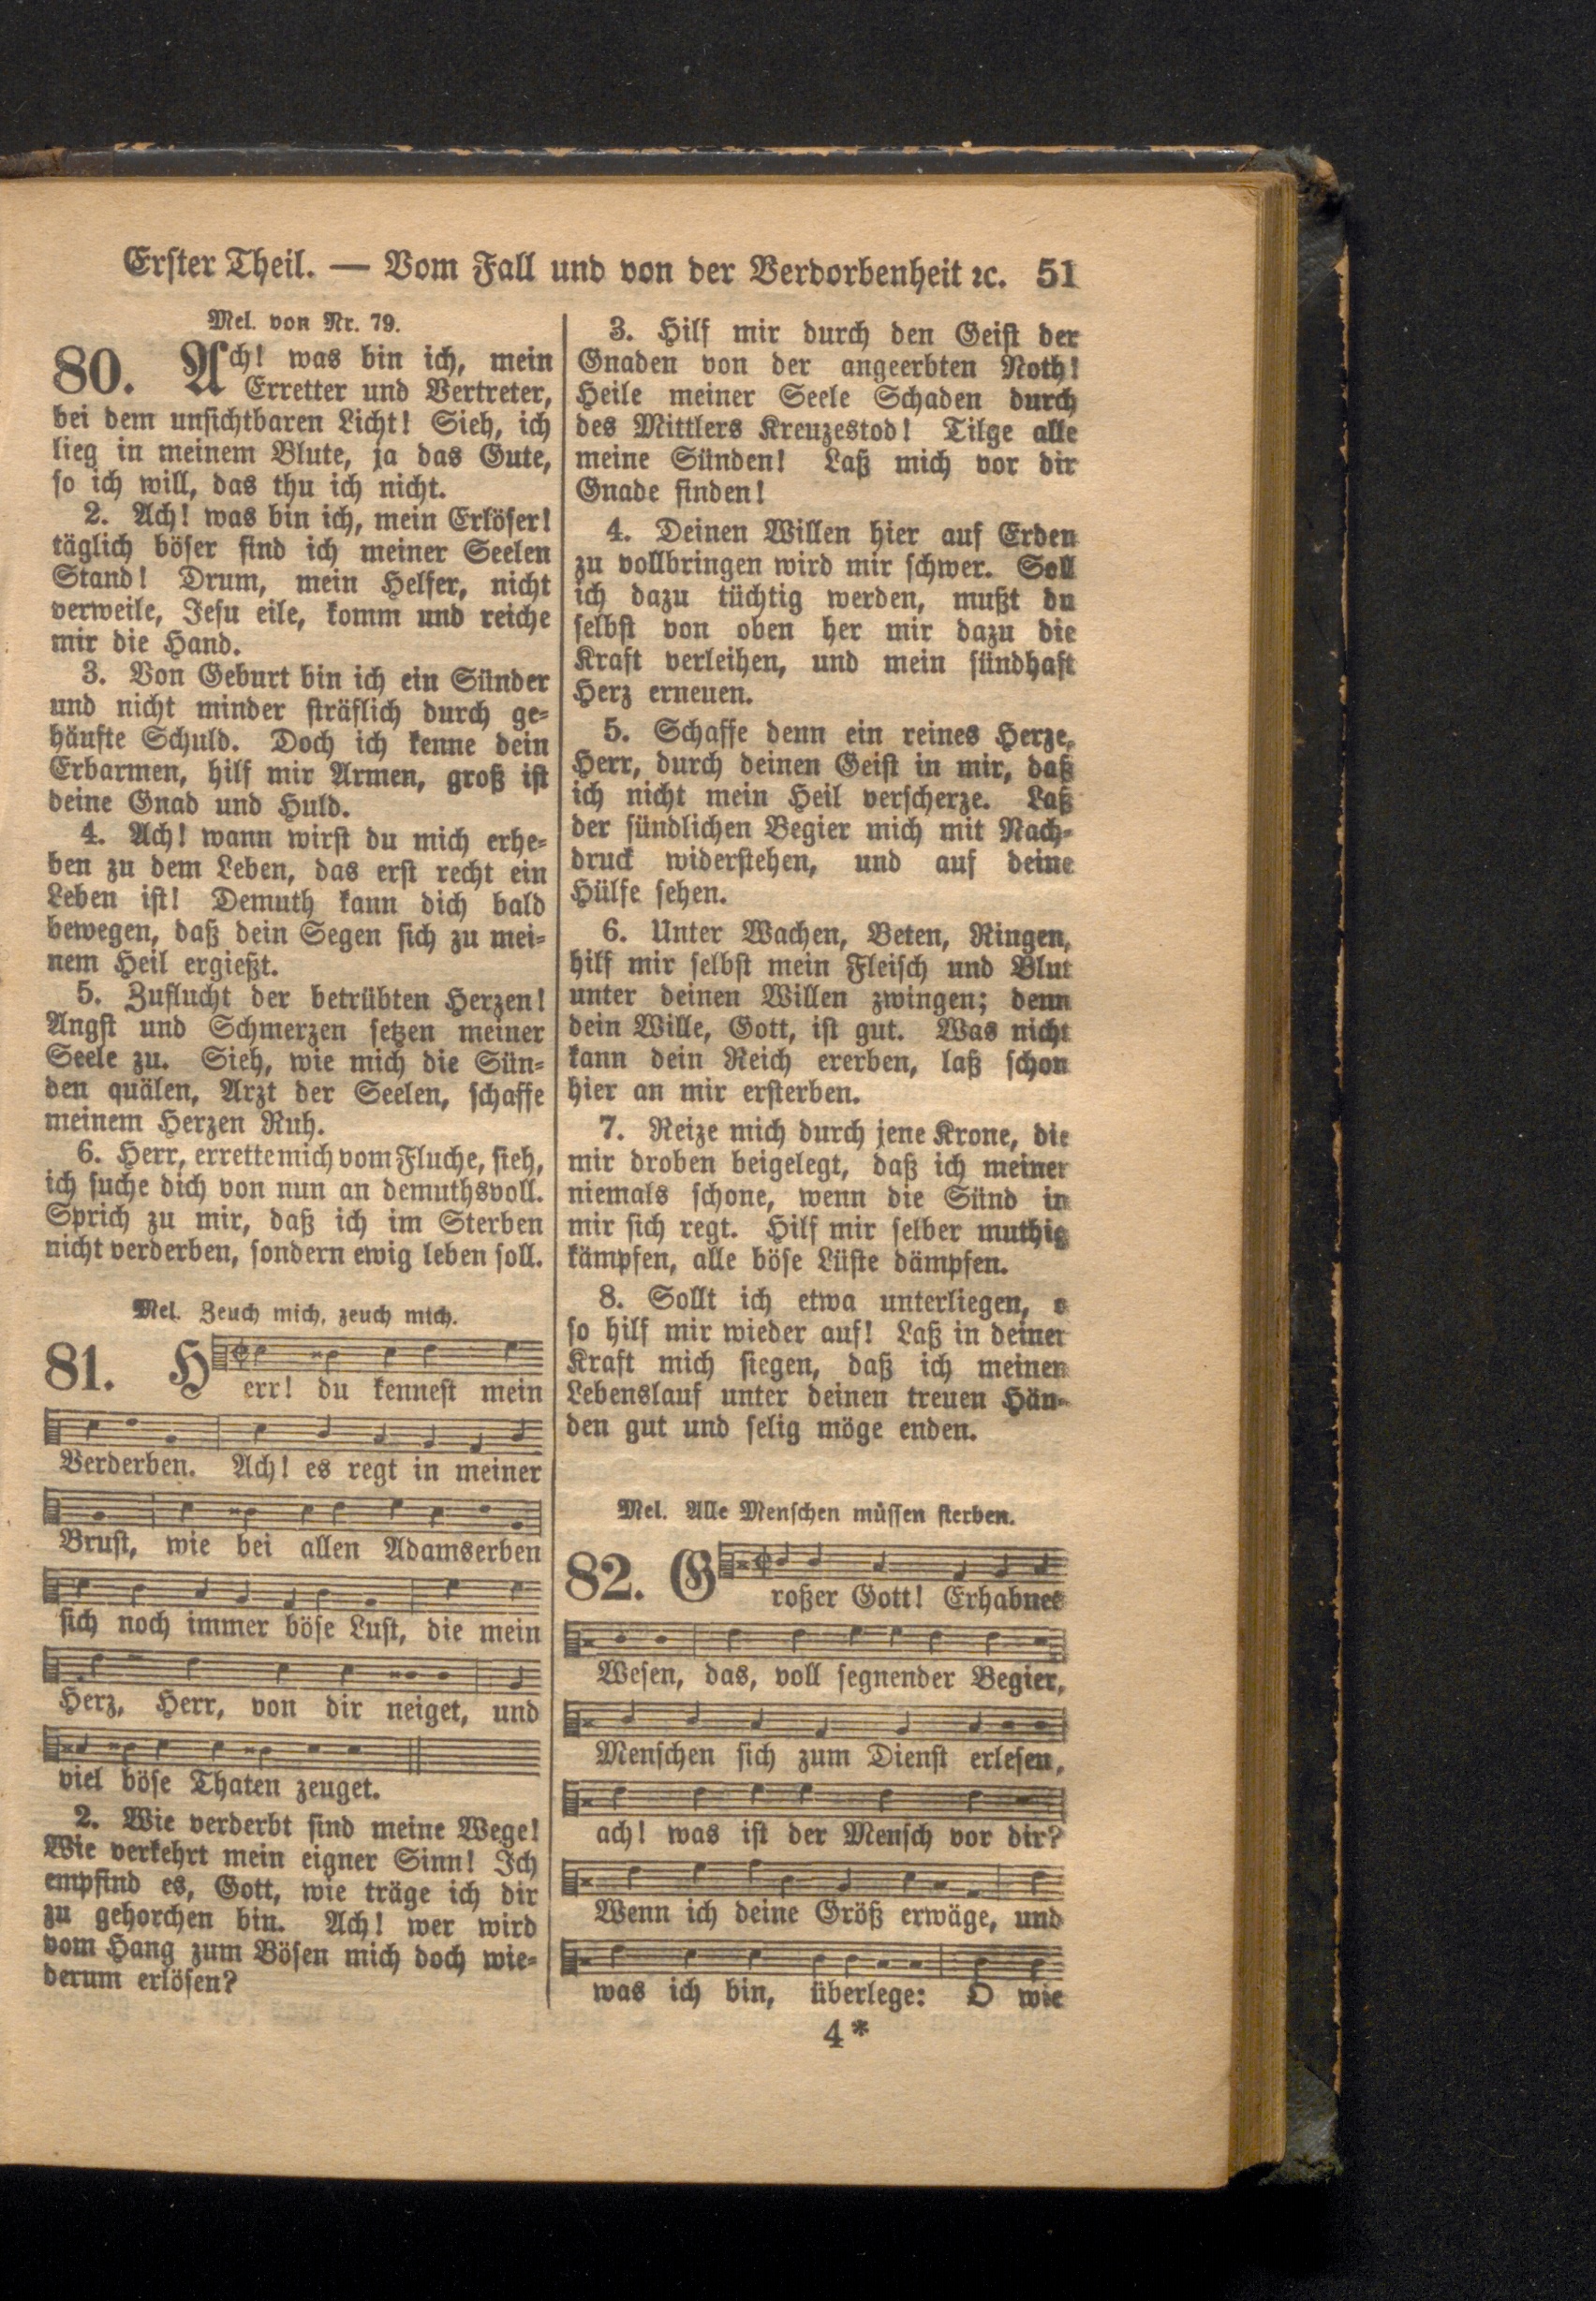 Erster Theil. — Vom Fall und von der Verdorbenheit ꝛc. 51
Mel. von Nr. 79.
80. Ach! was bin ich, mein
Erretter und Vertreter,
bei dem unsichtbaren Licht! Sieh, ich
lieg in meinem Blute, ja das Gute,
so ich will, das thu ich nicht.
2. Ach! was bin ich, mein Erlöser!
täglich böser find ich meiner Seelen
Stand! Drum, mein Helfer, nicht
verweile, Jesu eile, komm und reiche
mir die Hand.
3. Von Geburt bin ich ein Sünder
und nicht minder sträflich durch ge-
häufte Schuld. Doch ich kenne dein
Erbarmen, hilf mir Armen, groß ist
deine Gnad und Huld.
4. Ach! wann wirst du mich erhe-
ben zu dem Leben, das erst recht ein
Leben ist! Demuth kann dich bald
bewegen, daß dein Segen sich zu mei-
nem Heil ergießt.
5. Zuflucht der betrübten Herzen!
Angst und Schmerzen setzen meiner
Seele zu. Sieh, wie mich die Sün-
den quälen, Arzt der Seelen, schaffe
meinem Herzen Ruh.
6. Herr, errette mich vom Fluche, sieh,
ich suche dich von nun an demuthsvoll.
Sprich zu mir, daß ich im Sterben
nicht verderben, sondern ewig leben soll.
Mel. Zeuch mich, zeuch mich.
81. Herr! du kennest mein
Verderben. Ach! es regt in meiner
Brust, wie bei allen Adamserben
sich noch immer böse Lust, die mein
Herz, Herr, von dir neiget, und
viel böse Thaten zeuget.
2. Wie verderbt sind meine Wege!
Wie verkehrt mein eigner Sinn! Ich
empfind es, Gott, wie träge ich dir
zu gehorchen bin. Ach! wer wird
vom Hang zum Bösen mich doch wie-
derum erlösen?
3. Hilf mir durch den Geist der
Gnaden von der angeerbten Noth!
Heile meiner Seele Schaden durch
des Mittlers Kreuzestod! Tilge alle
meine Sünden! Laß mich vor dir
Gnade finden!
4. Deinen Willen hier auf Erden
zu vollbringen wird mir schwer. Soll
ich dazu tüchtig werden, mußt du
selbst von oben her mir dazu die
Kraft verleihen, und mein sündhaft
Herz erneuen.
5. Schaffe denn ein reines Herze,
Herr, durch deinen Geist in mir, daß
ich nicht mein Heil verscherze. Laß
der sündlichen Begier mich mit Nach-
druck widerstehen, und auf deine
Hülfe sehen.
6. Unter Wachen, Beten, Ringen,
hilf mir selbst mein Fleisch und Blut
unter deinen Willen zwingen; denn
dein Wille, Gott, ist gut. Was nicht
kann dein Reich ererben, laß schon
hier an mir ersterben.
7. Reize mich durch jene Krone, die
mir droben beigelegt, daß ich meiner
niemals schone, wenn die Sünd in
mir sich regt. Hilf mir selber muthig
kämpfen, alle böse Lüste dämpfen.
8. Sollt ich etwa unterliegen, o
so hilf mir wieder auf! Laß in deiner
Kraft mich siegen, daß ich meinen
Lebenslauf unter deinen treuen Hän-
den gut und selig möge enden.
Mel. Alle Menschen müssen sterben.
82. Großer Gott! Erhabnes
Wesen, das, voll segnender Begier,
Menschen sich zum Dienst erlesen,
ach! was ist der Mensch vor dir?
Wenn ich deine Größ erwäge, und
was ich bin, überlege: O wie
4*